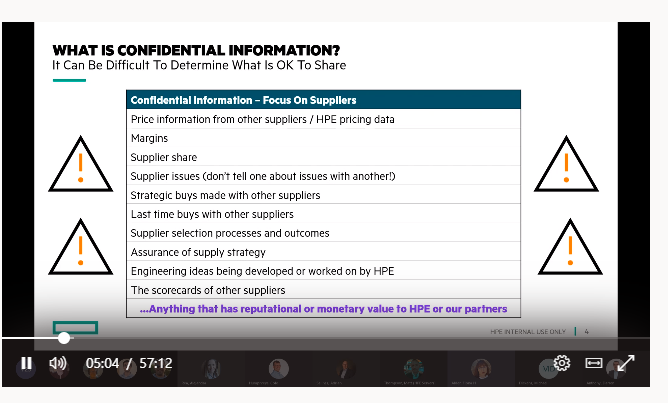 WHAT IS CONFIDENTIAL INFORMATION?
It Can Be Difficult To Determine What Is OK To Share
Confidential Information – Focus On Suppliers
Price information from other suppliers / HPE pricing data
Margins
Supplier share
Supplier issues (don't tell one about issues with another!)
Strategic buys made with other suppliers
Last time buys with other suppliers
Supplier selection processes and outcomes
Assurance of supply strategy
Engineering ideas being developed or worked on by HPE
The scorecards of other suppliers
...Anything that has reputational or monetary value to HPE or our partners
HPE INTERNAL USE ONLY 4
05:04 / 57:12